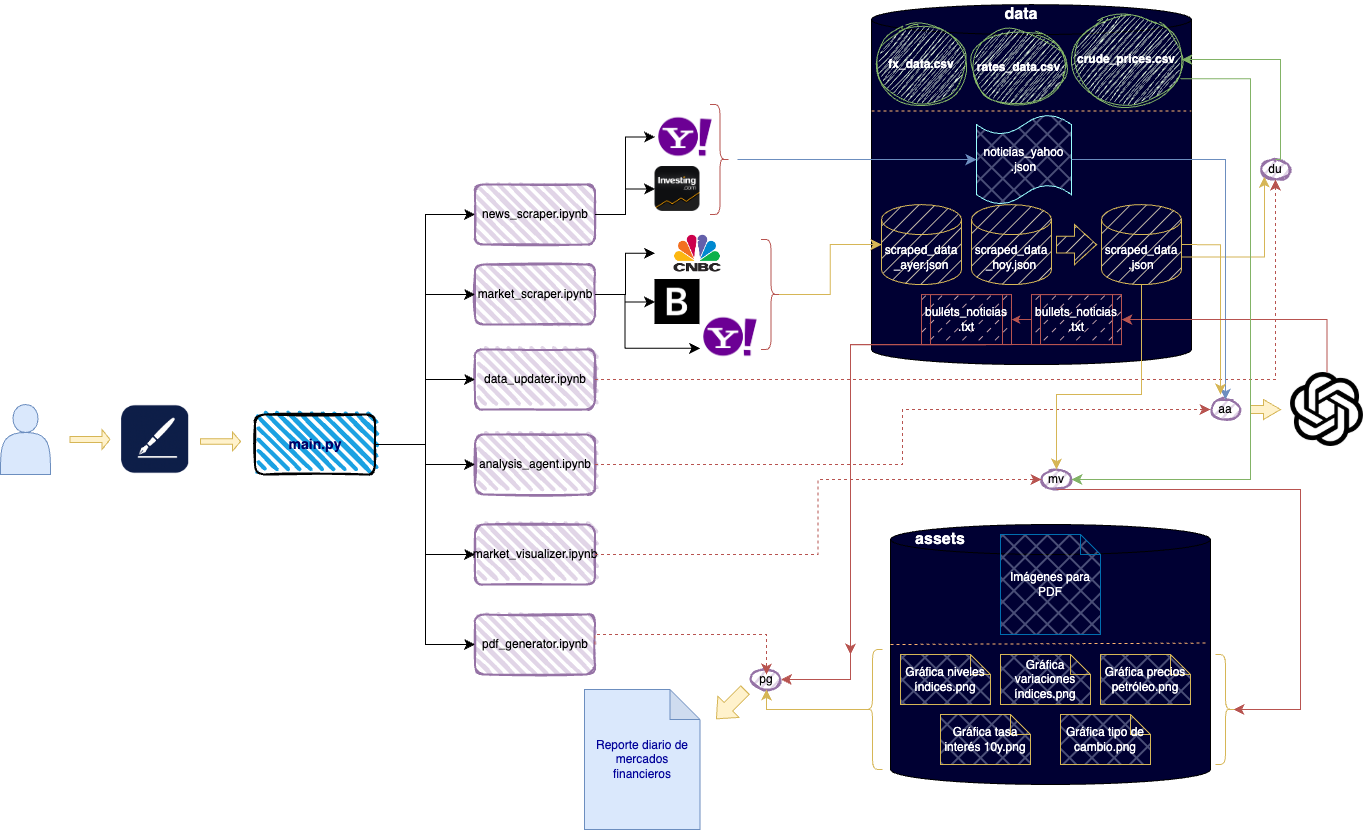 data
fx_data.csv
rates_data.csv
crude_prices.csv
noticias_yahoo
.json
du
Y!
Investing
.com
news_scraper.ipynb
scraped_data
_ayer.json
scraped_data
_hoy.json
scraped_data
.json
CNBC
market_scraper.ipynb
B
Y!
bullets_noticias
.txt
bullets_noticias
.txt
data_updater.ipynb
aa
main.py
analysis_agent.ipynb
mv
assets
market_visualizer.ipynb
Imágenes para
PDF
pdf_generator.ipynb
pg
Gráfica niveles
índices.png
Gráfica
variaciones
índices.png
Gráfica precios
petróleo.png
Gráfica tasa
interés 10y.png
Gráfica tipo de
cambio.png
Reporte diario de
mercados
financieros